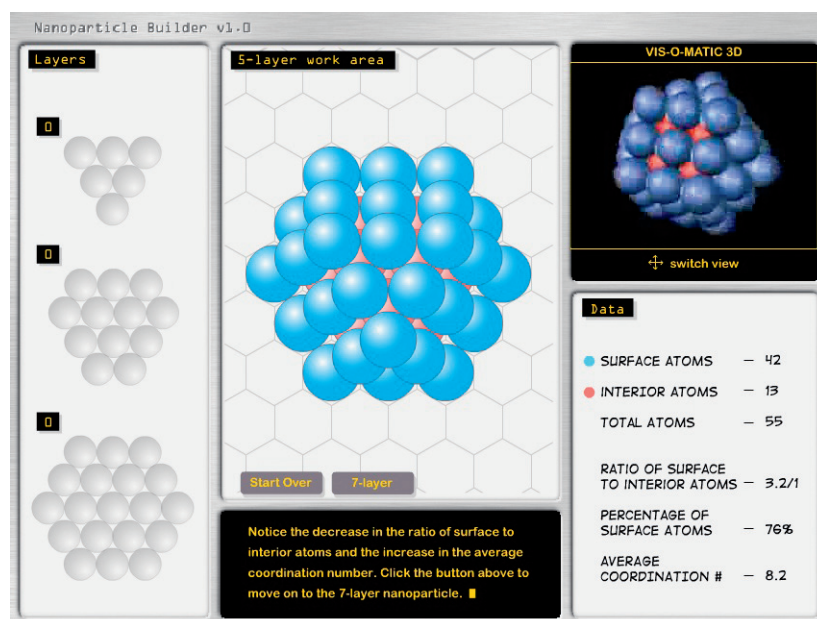 Nanoparticle Builder v1.0
Layers
0
0
0
5-layer work area
Start Over
7-layer
Notice the decrease in the ratio of surface to
interior atoms and the increase in the average
coordination number. Click the button above to
move on to the 7-layer nanoparticle.
VIS-O-MATIC 3D
switch view
Data
SURFACE ATOMS – 42
INTERIOR ATOMS – 13
TOTAL ATOMS – 55
RATIO OF SURFACE
TO INTERIOR ATOMS – 3.2/1
PERCENTAGE OF
SURFACE ATOMS – 76%
AVERAGE
COORDINATION # – 8.2